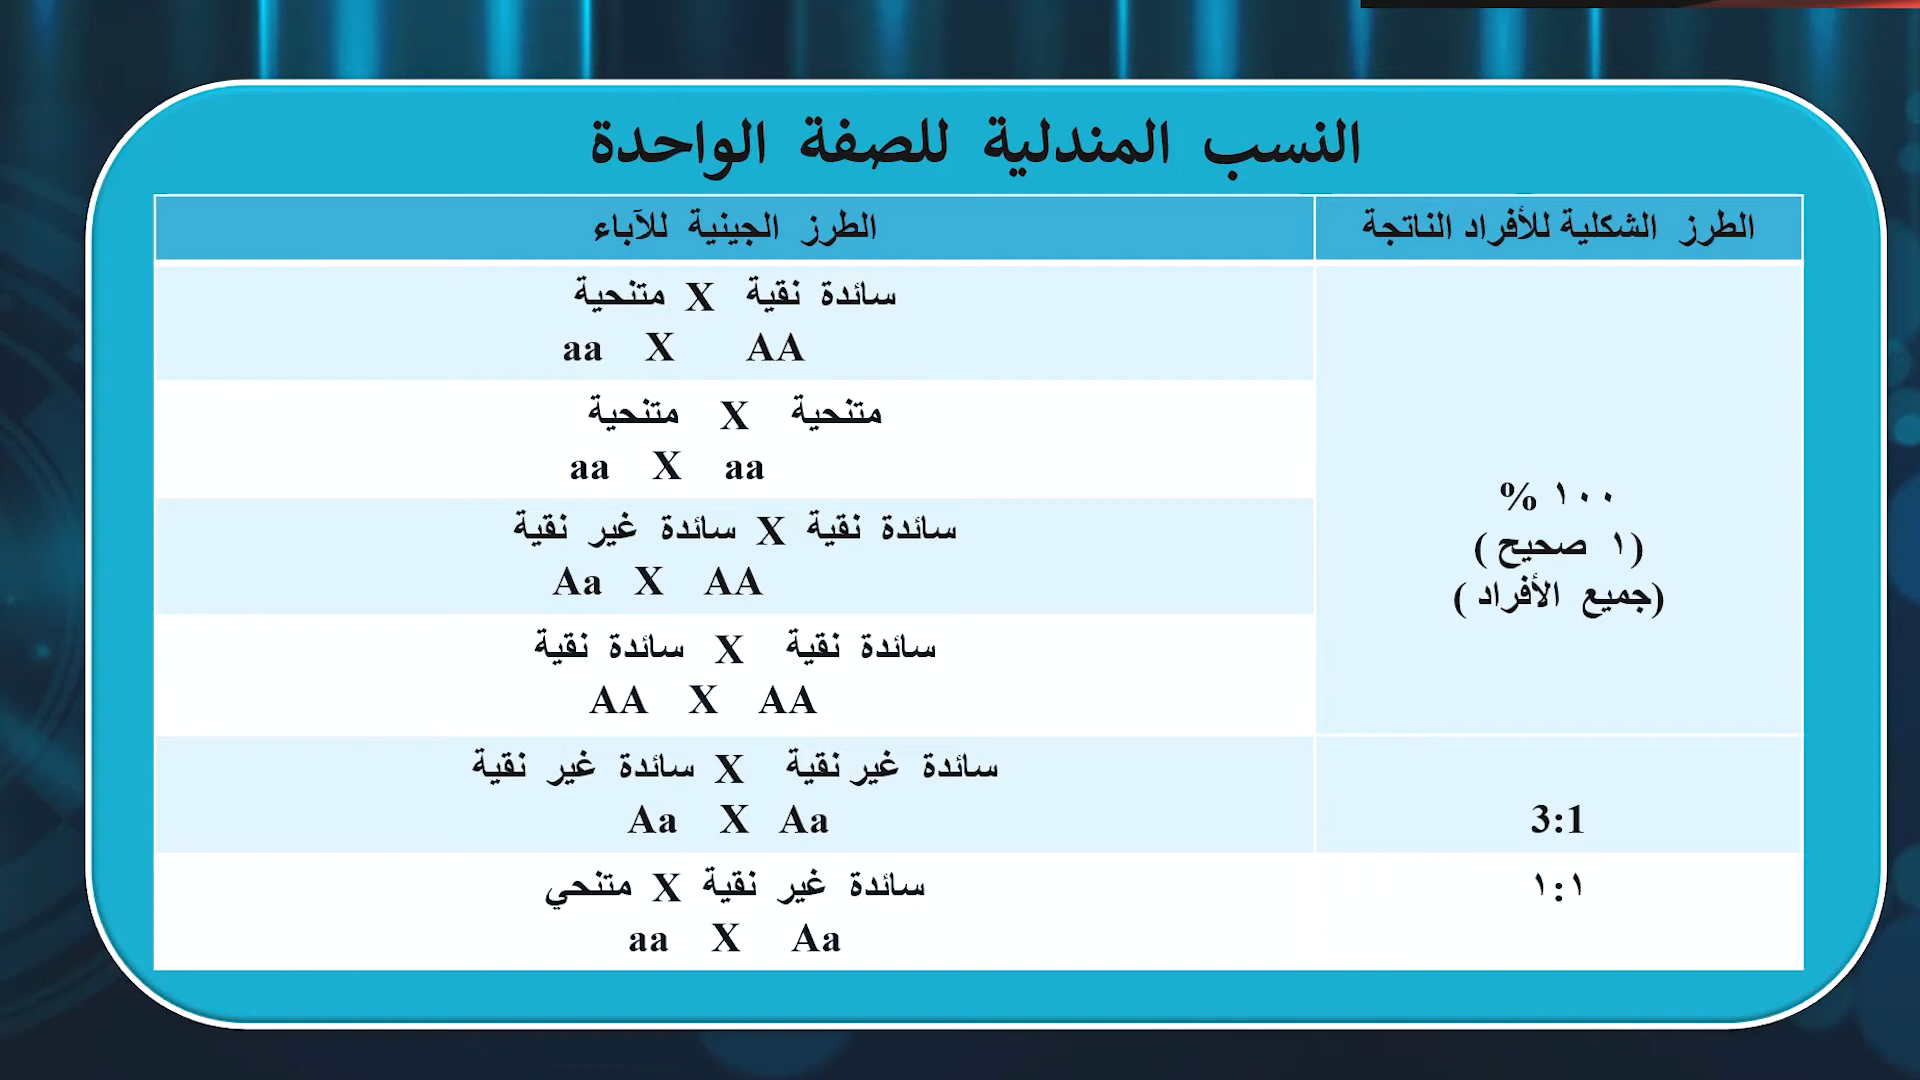 النسب المندلية للصفة الواحدة
الطرز الشكلية للأفراد الناتجة
الطرز الجينية للآباء
١٠٠ %
(١ صحيح )
(جميع الأفراد )
سائدة نقية X متنحية
aa X AA
متنحية X متنحية
aa X aa
سائدة نقية X سائدة غير نقية
Aa X AA
سائدة نقية X سائدة نقية
AA X AA
3:1
سائدة غير نقية X سائدة غير نقية
Aa X Aa
١:١
سائدة غير نقية X متنحي
aa X Aa